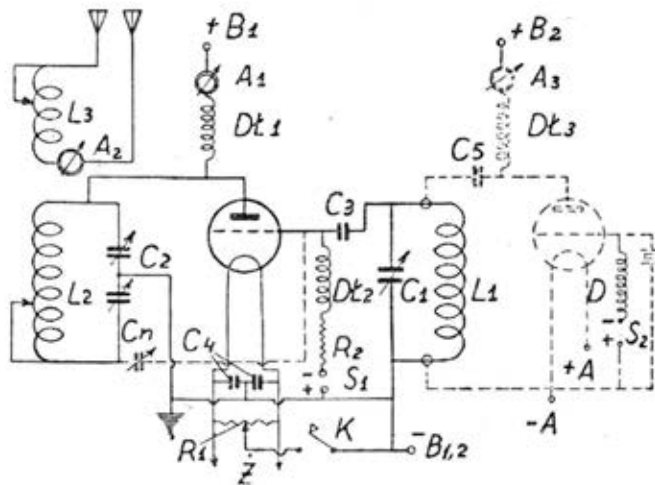 + B1
+ B2
A1
A3
L3
A2
DŁ1
DŁ3
C5
C3
C2
L2
DŁ2
C1
L1
D
Cn
C4
R2
S1
S2
+A
-A
R1
Ż
K
- B1,2